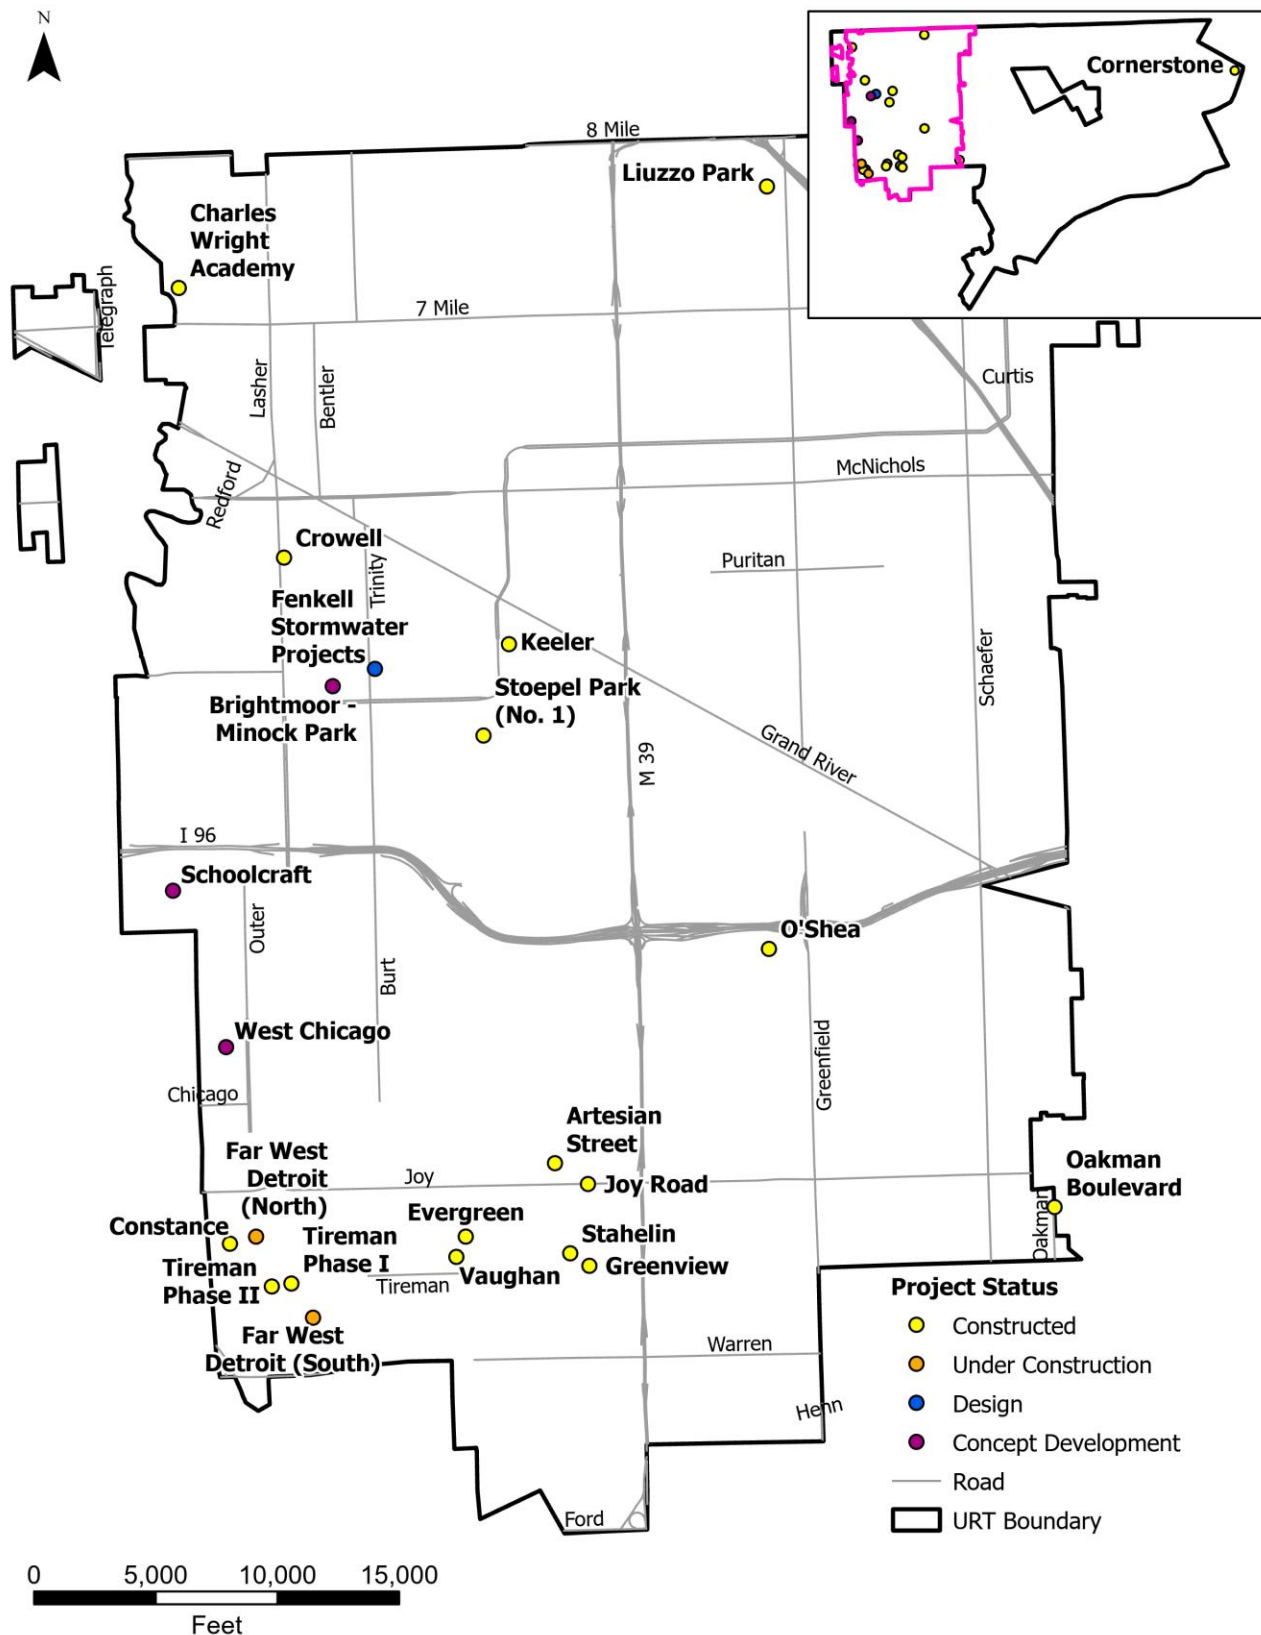 N
Cornerstone
8 Mile
Liuzzo Park
Charles
Wright
Academy
Telegraph
7 Mile
Lasher
Bentler
Curtis
McNichols
Redford
Crowell
Trinity
Puritan
Fenkell
Stormwater
Projects
Keeler
Schaefer
Stoepel Park
(No. 1)
Brightmoor -
Minock Park
M 39
Grand River
I 96
Schoolcraft
Outer
Burt
O'Shea
West Chicago
Chicago
Greenfield
Artesian
Street
Far West
Detroit
(North)
Joy
Joy Road
Oakman
Boulevard
Oakman
Constance
Evergreen
Tireman
Phase I
Stahelin
Tireman
Phase II
Vaughan
Greenview
Tireman
Far West
Detroit (South)
Warren
Henn
Ford
Project Status
Constructed
Under Construction
Design
Concept Development
Road
URT Boundary
0 5,000 10,000 15,000
Feet